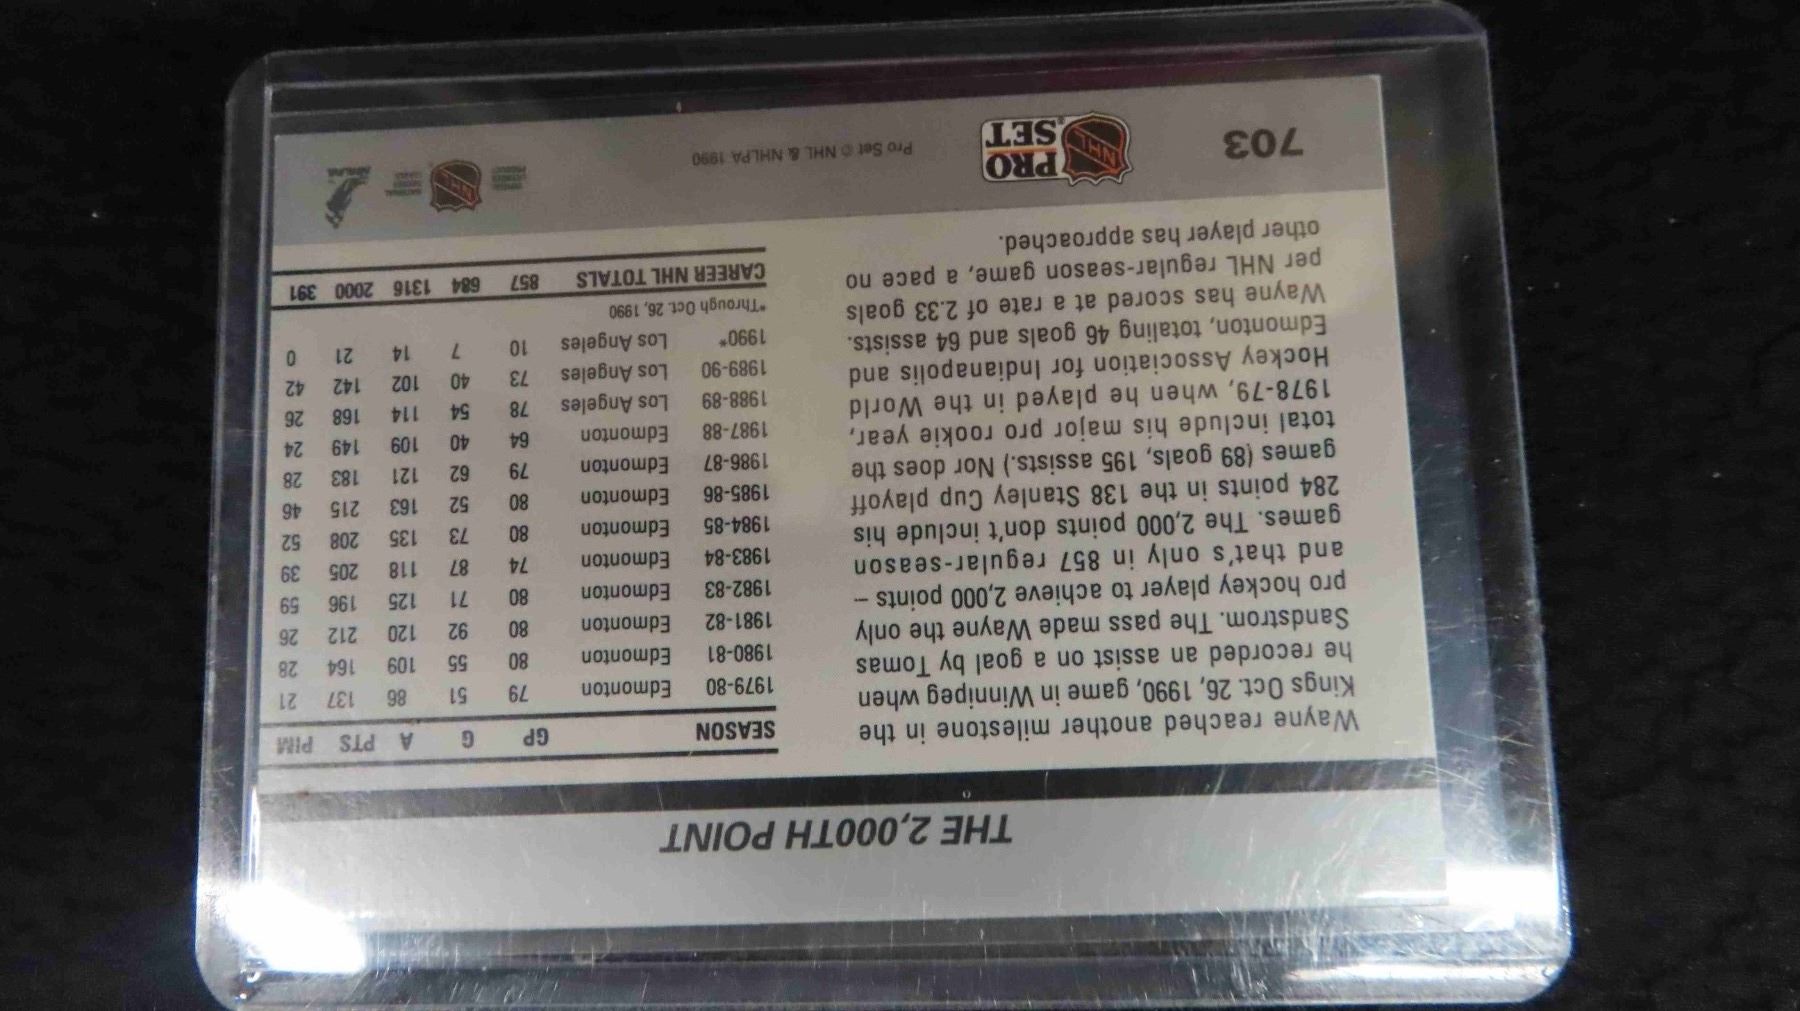 THE 2,000TH POINT
Wayne reached another milestone in the
Kings Oct. 26, 1990, game in Winnipeg when
he recorded an assist on a goal by Tomas
Sandstrom. The pass made Wayne the only
pro hockey player to achieve 2,000 points –
and that's only in 857 regular-season
games. The 2,000 points don't include his
284 points in the 138 Stanley Cup playoff
games (89 goals, 195 assists.) Nor does the
total include his major pro rookie year,
1978-79, when he played in the World
Hockey Association for Indianapolis and
Edmonton, totaling 46 goals and 64 assists.
Wayne has scored at a rate of 2.33 goals
per NHL regular-season game, a pace no
other player has approached.
SEASON GP G A PTS PIM
1979-80 Edmonton 79 51 86 137 21
1980-81 Edmonton 80 55 109 164 28
1981-82 Edmonton 80 92 120 212 26
1982-83 Edmonton 80 71 125 196 59
1983-84 Edmonton 74 87 118 205 39
1984-85 Edmonton 80 73 135 208 52
1985-86 Edmonton 80 52 163 215 46
1986-87 Edmonton 79 62 121 183 28
1987-88 Edmonton 64 40 109 149 24
1988-89 Los Angeles 78 54 114 168 26
1989-90 Los Angeles 73 40 102 142 42
1990* Los Angeles 10 7 14 21 0
*Through Oct. 26, 1990
CAREER NHL TOTALS 857 684 1316 2000 391
703
NHL
PRO
SET®
Pro Set © NHL & NHLPA 1990
NHL
NHLPA